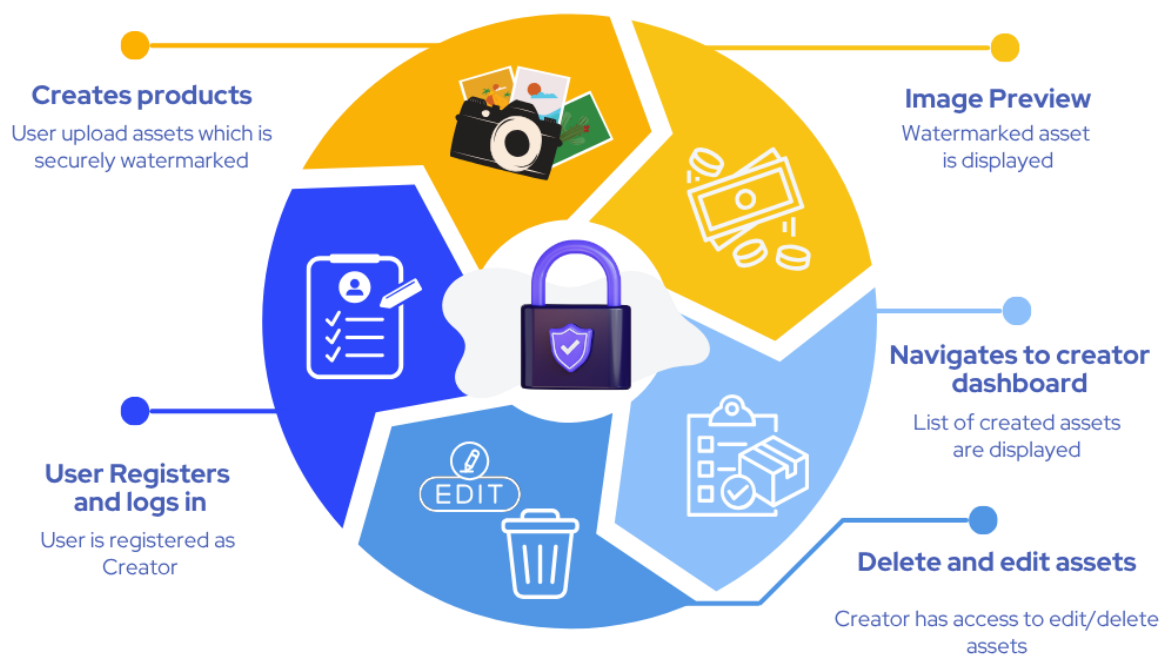 Creates products
User upload assets which is
securely watermarked
Image Preview
Watermarked asset
is displayed
Navigates to creator
dashboard
List of created assets
are displayed
User Registers
and logs in
User is registered as
Creator
EDIT
Delete and edit assets
Creator has access to edit/delete
assets